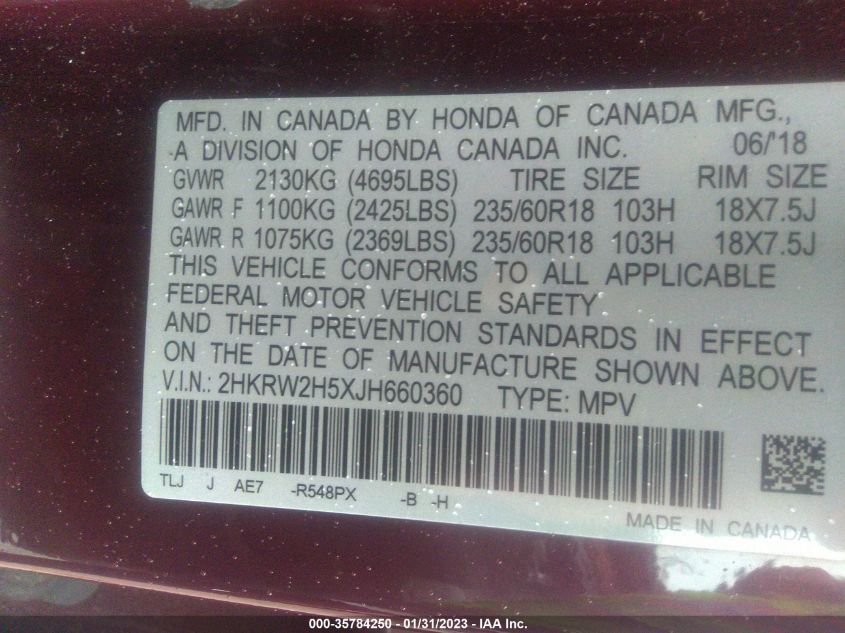 MFD. IN CANADA BY HONDA OF CANADA MFG.,
A DIVISION OF HONDA CANADA INC. 06/'18
GVWR 2130KG (4695LBS) TIRE SIZE RIM SIZE
GAWR F 1100KG (2425LBS) 235/60R18 103H 18X7.5J
GAWR R 1075KG (2369LBS) 235/60R18 103H 18X7.5J
THIS VEHICLE CONFORMS TO ALL APPLICABLE
FEDERAL MOTOR VEHICLE SAFETY
AND THEFT PREVENTION STANDARDS IN EFFECT
ON THE DATE OF MANUFACTURE SHOWN ABOVE.
V.I.N.: 2HKRW2H5XJH660360 TYPE: MPV
TLJ J AE7 -R548PX -B -H
MADE IN CANADA
000-35784250 - 01/31/2023 - IAA Inc.